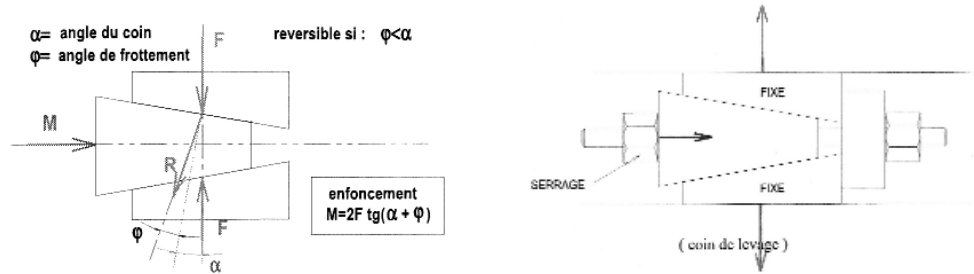 α= angle du coin
φ= angle de frottement
F
reversible si : φ<α
M
R
φ
F
α
enfoncement
M=2F tg(α + φ)
FIXE
SERRAGE
FIXE
( coin de levage )